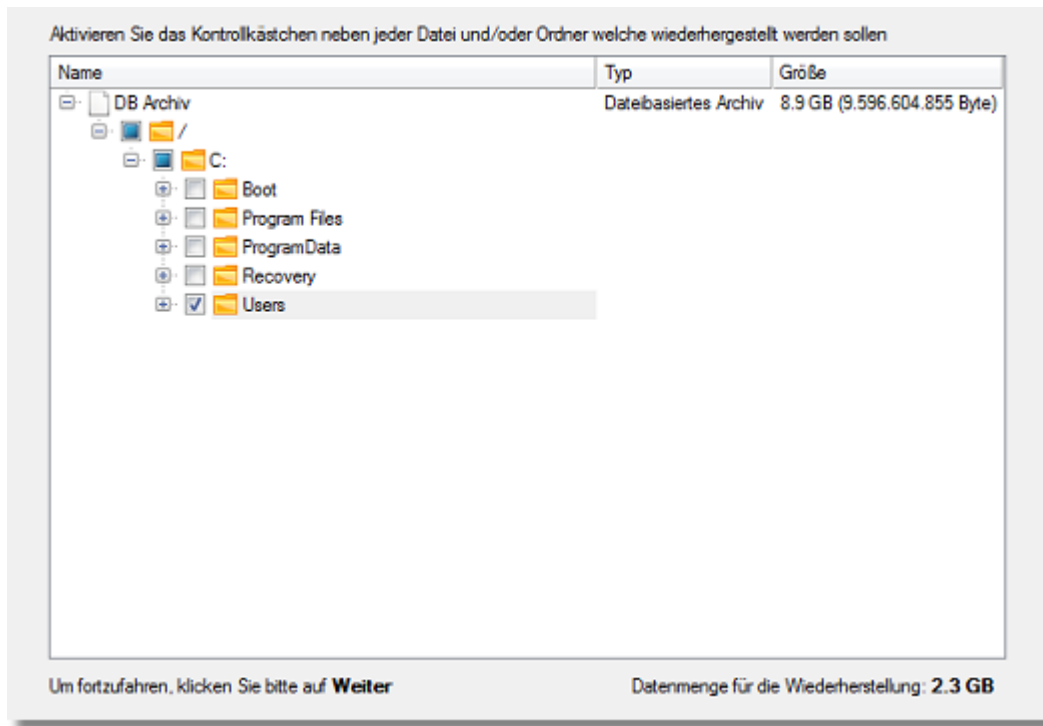 Aktivieren Sie das Kontrollkästchen neben jeder Datei und/oder Ordner welche wiederhergestellt werden sollen
Name Typ Größe
DB Archiv Dateibasiertes Archiv 8.9 GB (9.596.604.855 Byte)
/
C:
Boot
Program Files
ProgramData
Recovery
Users
Um fortzufahren, klicken Sie bitte auf Weiter Datenmenge für die Wiederherstellung: 2.3 GB